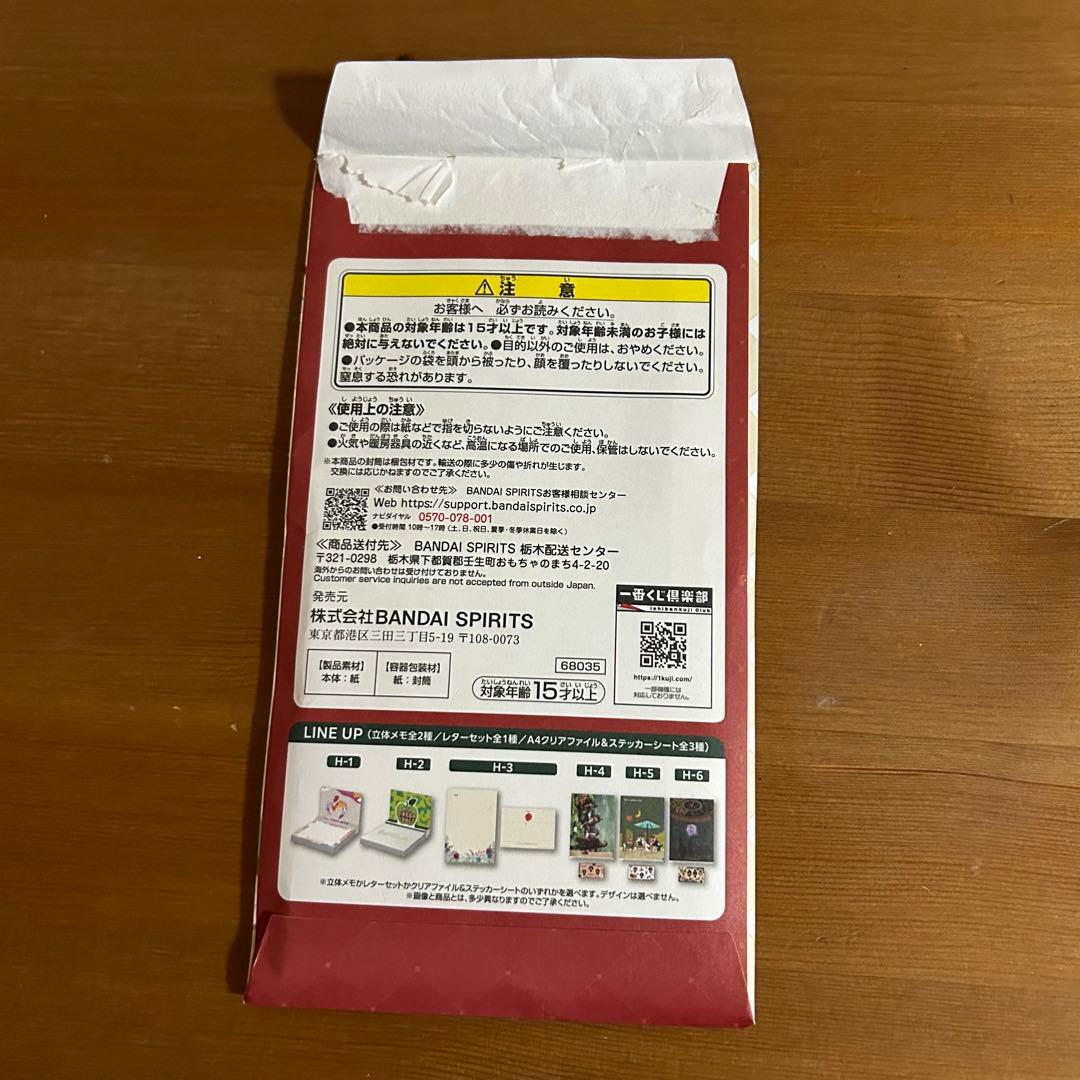 ⚠注意
お客様へ 必ずお読みください。
●本商品の対象年齢は15才以上です。対象年齢未満のお子様には
絶対に与えないでください。●目的以外のご使用は、おやめください。
●パッケージの袋を頭から被ったり、顔を覆ったりしないでください。
窒息する恐れがあります。
《使用上の注意》
●ご使用の際は紙などで指を切らないようにご注意ください。
●火気や暖房器具の近くなど、高温になる場所でのご使用、保管はしないでください。
※本商品の封筒は梱包材です。輸送の際に多少の傷や折れが生じます。
交換には応じかねますのでご了承ください。
≪お問い合わせ先≫ BANDAI SPIRITSお客様相談センター
Web https://support.bandaispirits.co.jp
ナビダイヤル 0570-078-001
●受付時間 10時〜17時 (土、日、祝日、夏季・冬季休業日を除く)
≪商品送付先≫ BANDAI SPIRITS 栃木配送センター
〒321-0298 栃木県下都賀郡壬生町おもちゃのまち4-2-20
海外からのお問い合わせは受け付けておりません。
Customer service inquiries are not accepted from outside Japan.
発売元
株式会社BANDAI SPIRITS
東京都港区三田三丁目5-19 〒108-0073
【製品素材】
本体:紙
【容器包装材】
紙:封筒
68035
対象年齢15才以上
一番くじ倶楽部
Ichibankuji Club
https://1kuji.com/
一部機種には
対応しておりません。
LINE UP (立体メモ全2種/レターセット全1種/A4クリアファイル&ステッカーシート全3種)
H-1 H-2 H-3 H-4 H-5 H-6
※立体メモかレターセットかクリアファイル&ステッカーシートのいずれかを選べます。デザインは選べません。
※画像と商品とは、多少異なりますのでご了承ください。